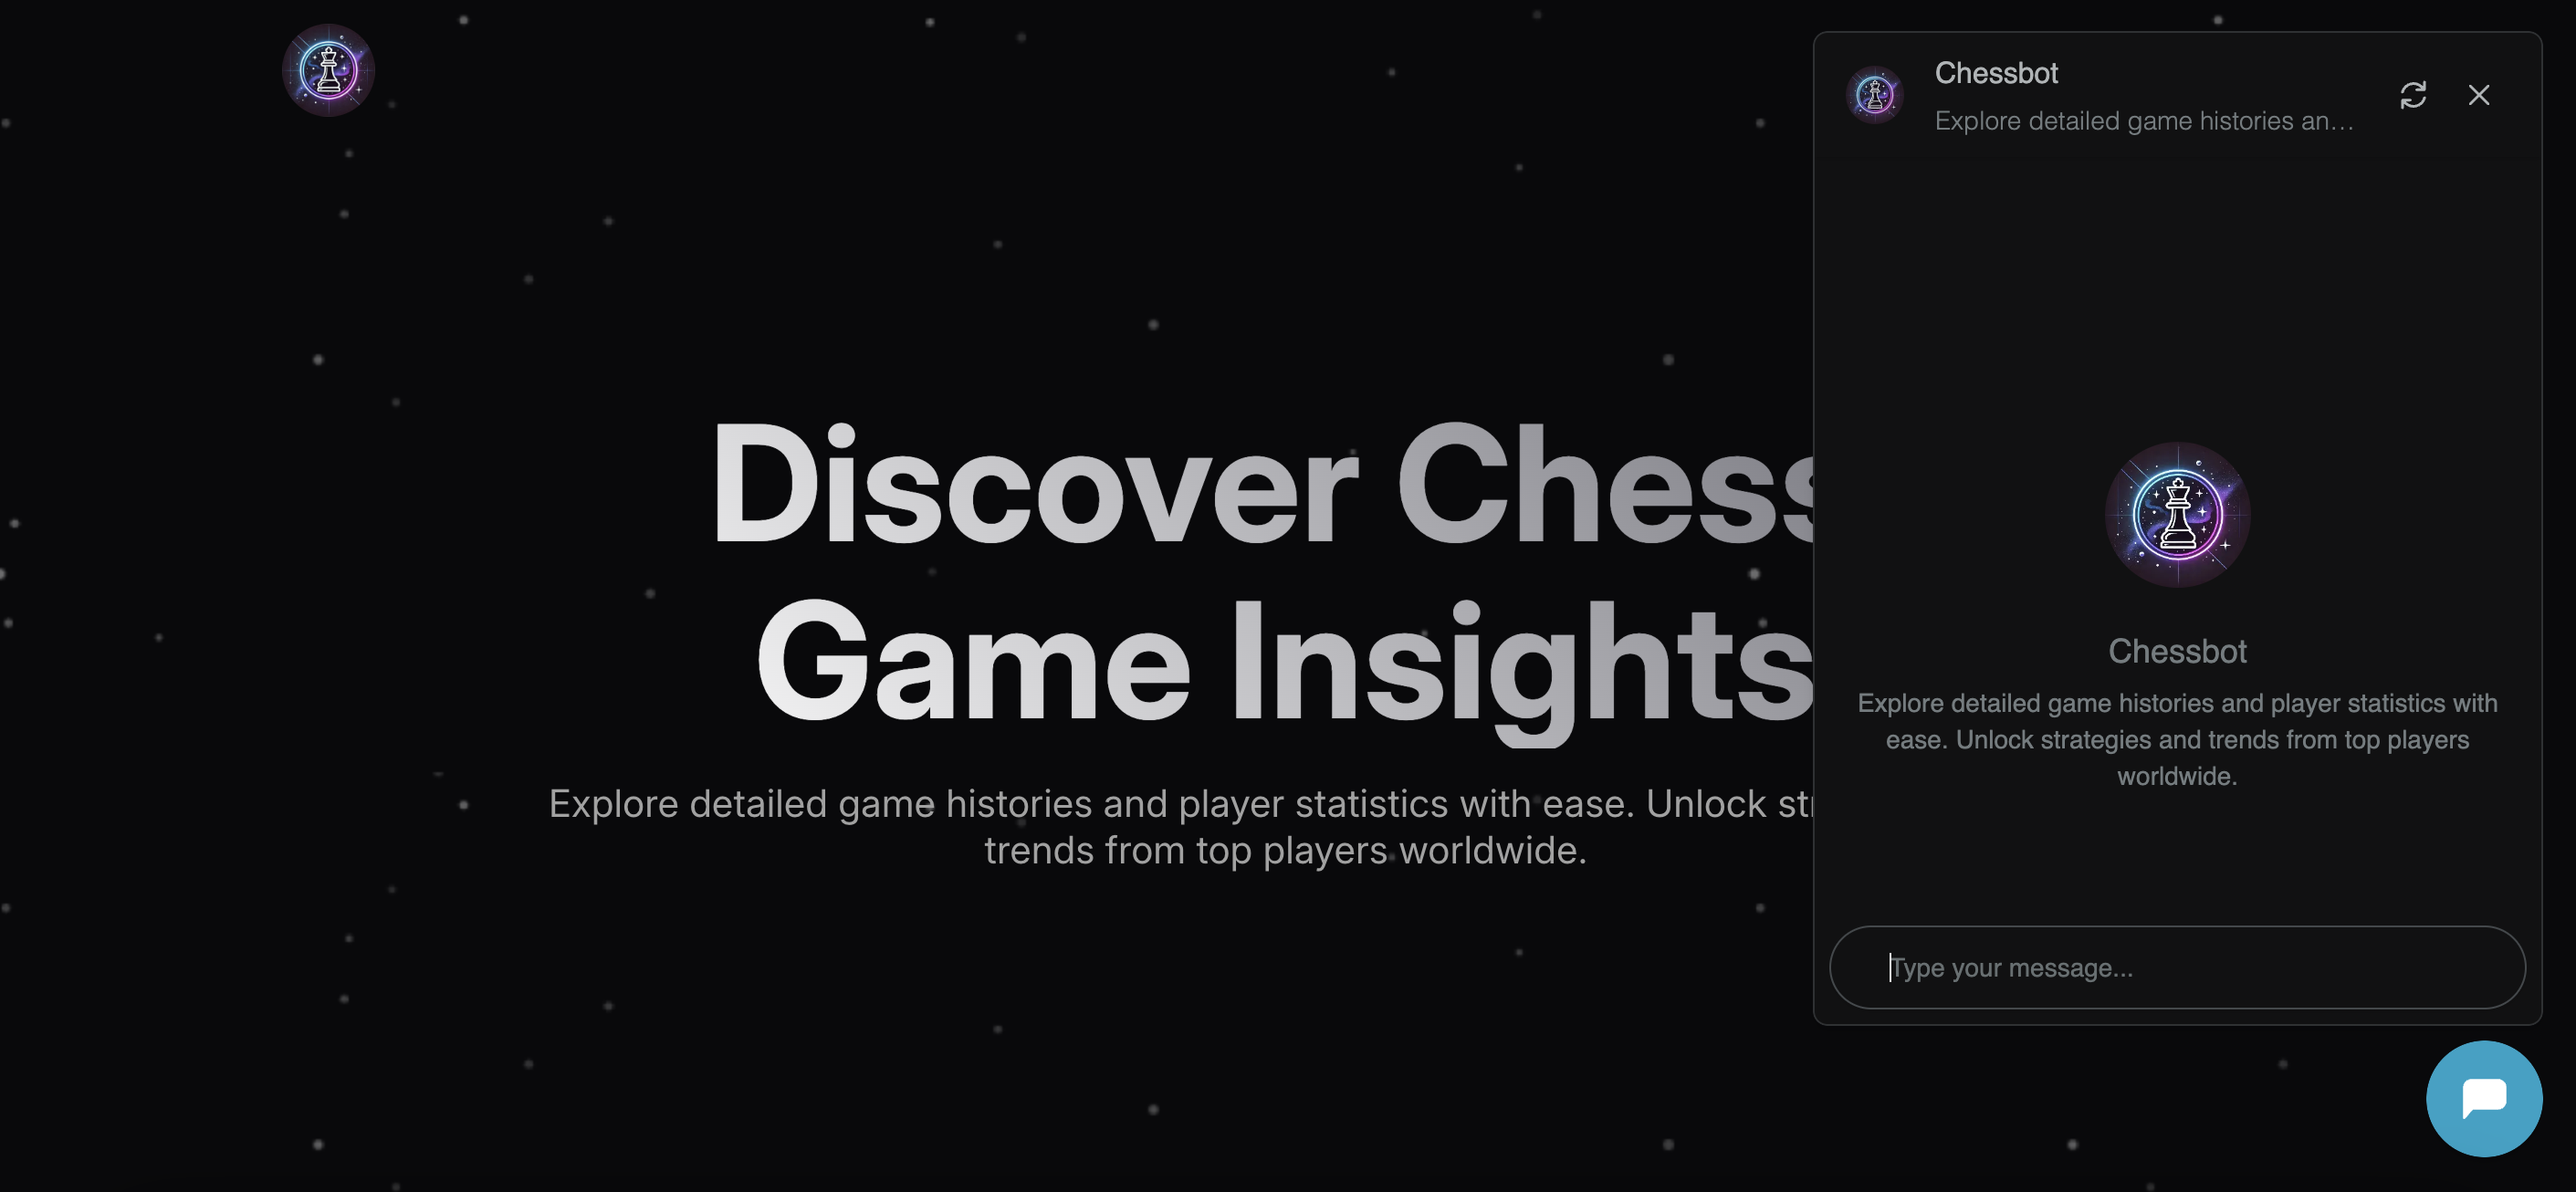 Discover Chess
Game Insights
Explore detailed game histories and player statistics with ease. Unlock
trends from top players worldwide.
Chessbot
Explore detailed game histories an...
Chessbot
Explore detailed game histories and player statistics with
ease. Unlock strategies and trends from top players
worldwide.
Type your message...